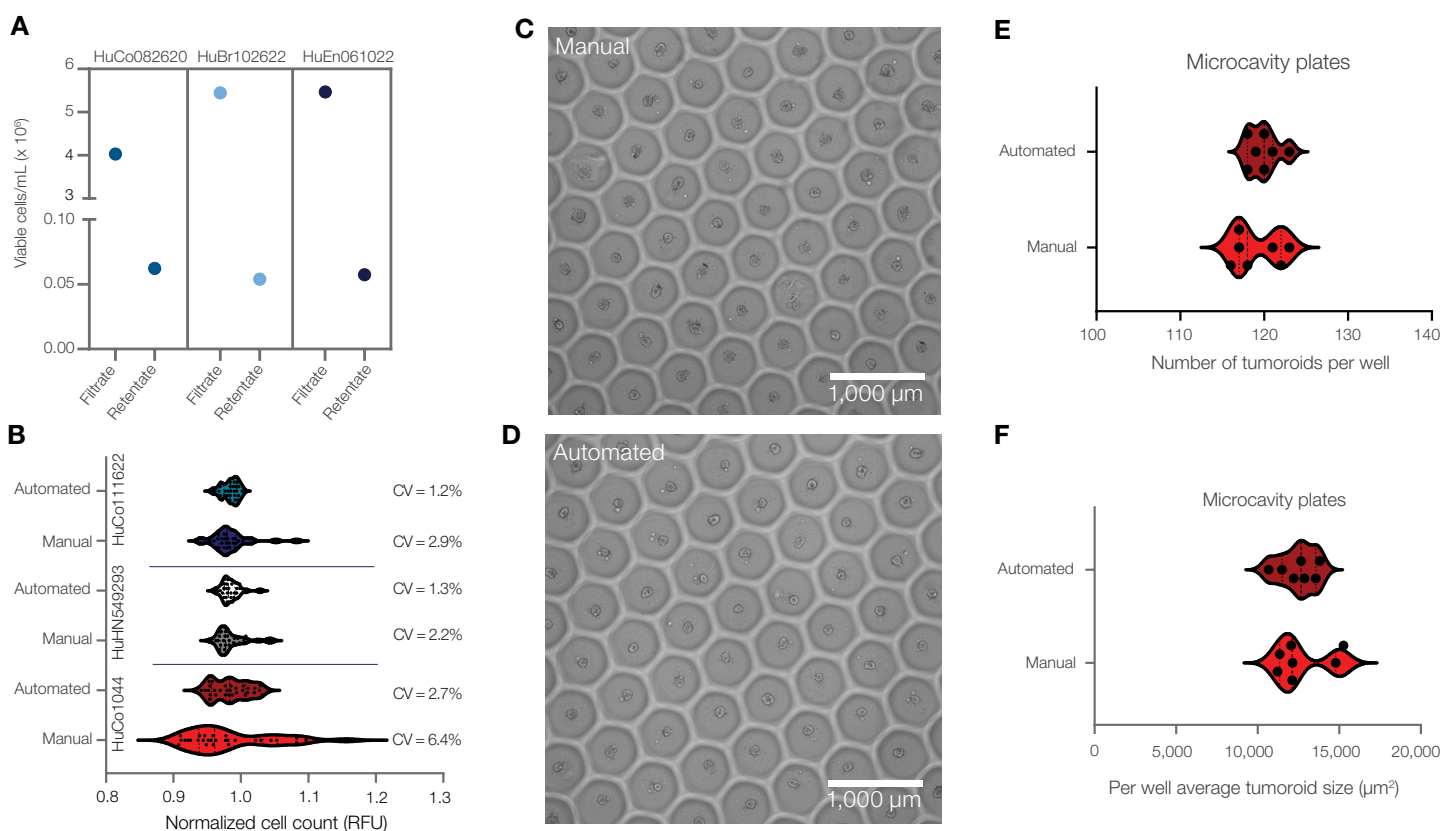 A
HuCo082620 HuBr102622 HuEn061022
Viable cells/mL (x 10⁶)
6
5
4
3
0.10
0.05
0.00
Filtrate
Retentate
Filtrate
Retentate
Filtrate
Retentate
B
HuCo111622
Automated
CV = 1.2%
Manual
CV = 2.9%
HuHN549293
Automated
CV = 1.3%
Manual
CV = 2.2%
HuCo1044
Automated
CV = 2.7%
Manual
CV = 6.4%
0.8 0.9 1.0 1.1 1.2 1.3
Normalized cell count (RFU)
C
Manual
1,000 µm
D
Automated
1,000 µm
E
Microcavity plates
Automated
Manual
100 110 120 130 140
Number of tumoroids per well
F
Microcavity plates
Automated
Manual
0 5,000 10,000 15,000 20,000
Per well average tumoroid size (µm²)